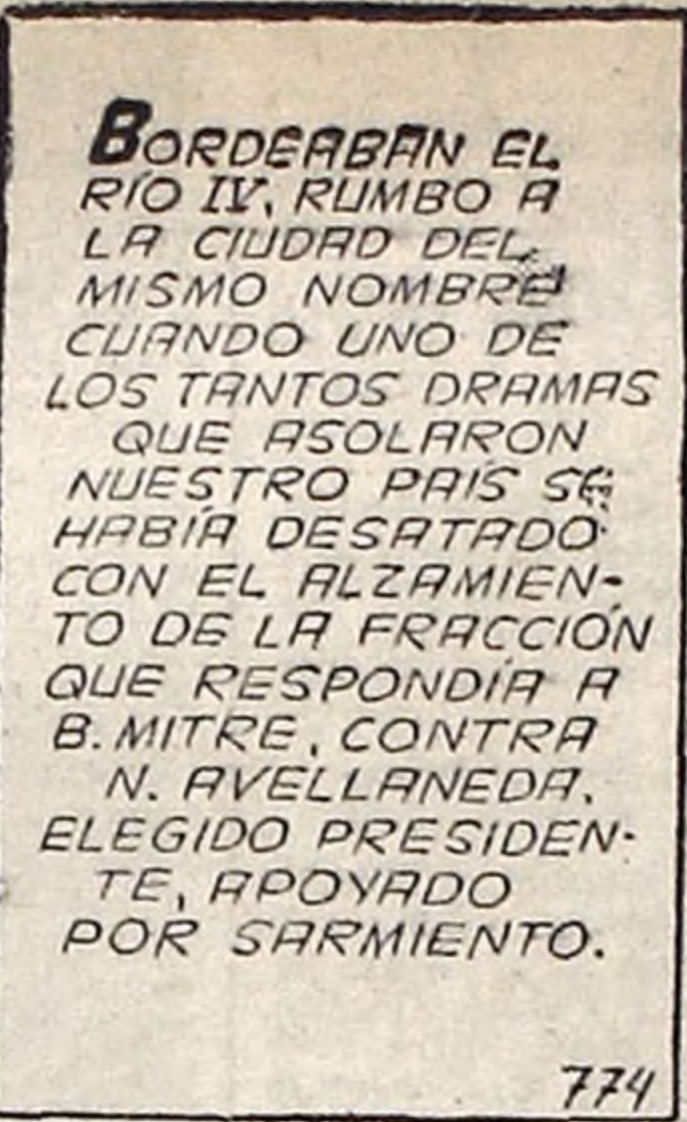 BORDEABAN EL
RÍO IV, RUMBO A
LA CIUDAD DEL
MISMO NOMBRE
CUANDO UNO DE
LOS TANTOS DRAMAS
QUE ASOLARON
NUESTRO PAÍS SE
HABÍA DESATADO
CON EL ALZAMIEN-
TO DE LA FRACCIÓN
QUE RESPONDÍA A
B. MITRE, CONTRA
N. AVELLANEDA,
ELEGIDO PRESIDEN-
TE, APOYADO
POR SARMIENTO.
774